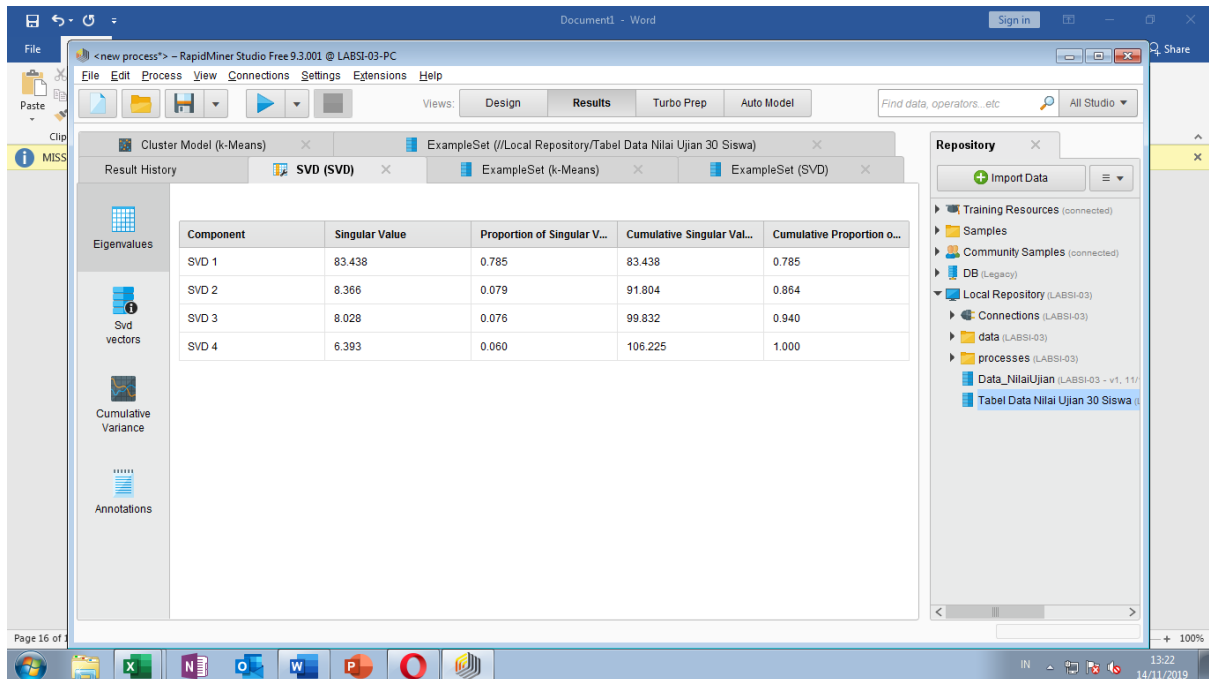 Document1 - Word
Sign in
File
Share
<new process*> – RapidMiner Studio Free 9.3.001 @ LABSI-03-PC
File Edit Process View Connections Settings Extensions Help
Paste
Views: Design Results Turbo Prep Auto Model
Find data, operators...etc
All Studio
Clip
MISS
Cluster Model (k-Means)
ExampleSet (//Local Repository/Tabel Data Nilai Ujian 30 Siswa)
Result History
SVD (SVD)
ExampleSet (k-Means)
ExampleSet (SVD)
Eigenvalues
Svd
vectors
Cumulative
Variance
Annotations
Component Singular Value Proportion of Singular V... Cumulative Singular Val... Cumulative Proportion o...
SVD 1 83.438 0.785 83.438 0.785
SVD 2 8.366 0.079 91.804 0.864
SVD 3 8.028 0.076 99.832 0.940
SVD 4 6.393 0.060 106.225 1.000
Repository
Import Data
Training Resources (connected)
Samples
Community Samples (connected)
DB (Legacy)
Local Repository (LABSI-03)
Connections (LABSI-03)
data (LABSI-03)
processes (LABSI-03)
Data_NilaiUjian (LABSI-03 - v1, 11/
Tabel Data Nilai Ujian 30 Siswa (L
Page 16 of 1
100%
IN
13:22
14/11/2019